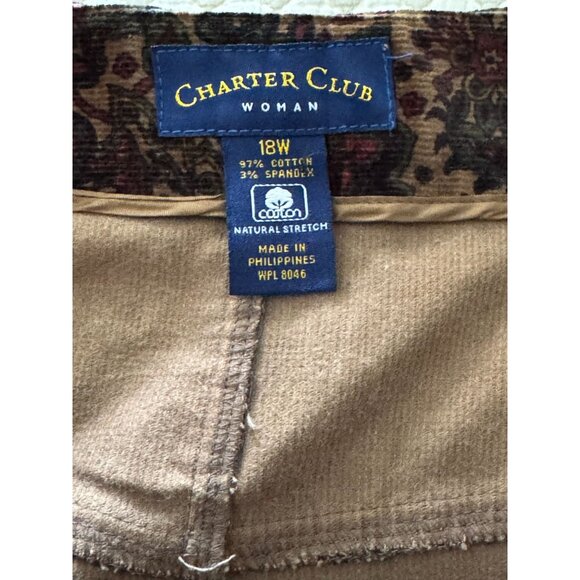 CHARTER CLUB
WOMAN
18W
97% COTTON
3% SPANDEX
cotton
NATURAL STRETCH
MADE IN
PHILIPPINES
WPL 8046